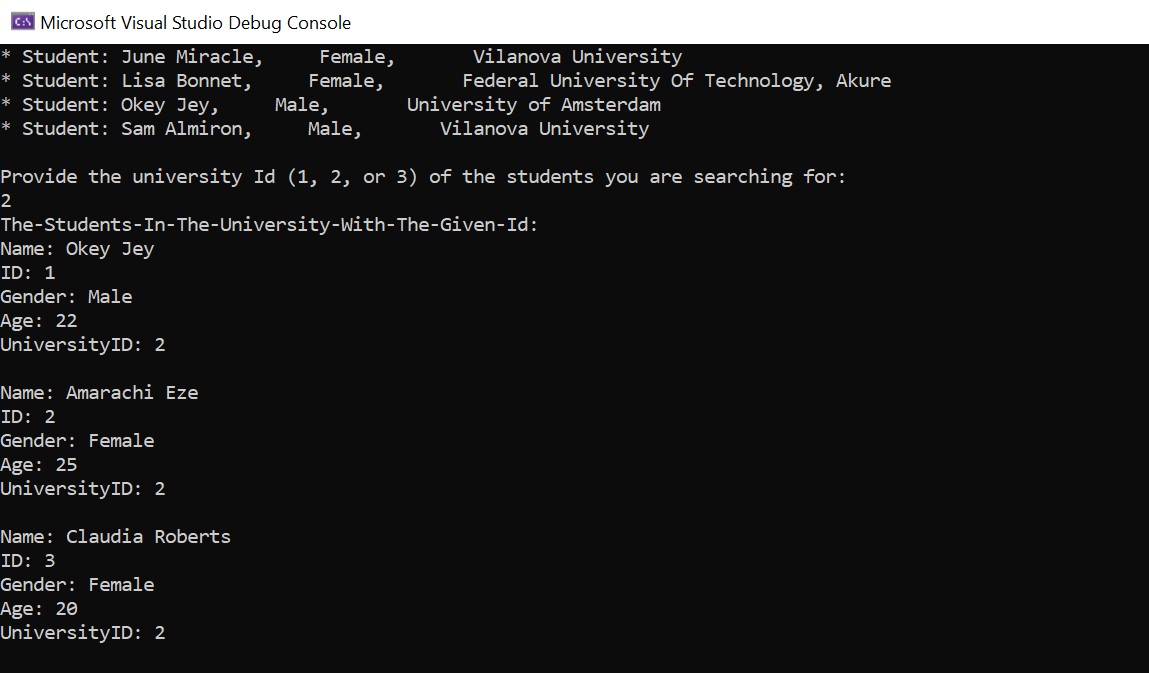 C:\ Microsoft Visual Studio Debug Console
* Student: June Miracle,     Female,       Vilanova University
* Student: Lisa Bonnet,     Female,       Federal University Of Technology, Akure
* Student: Okey Jey,     Male,       University of Amsterdam
* Student: Sam Almiron,     Male,       Vilanova University
Provide the university Id (1, 2, or 3) of the students you are searching for:
2
The-Students-In-The-University-With-The-Given-Id:
Name: Okey Jey
ID: 1
Gender: Male
Age: 22
UniversityID: 2
Name: Amarachi Eze
ID: 2
Gender: Female
Age: 25
UniversityID: 2
Name: Claudia Roberts
ID: 3
Gender: Female
Age: 20
UniversityID: 2